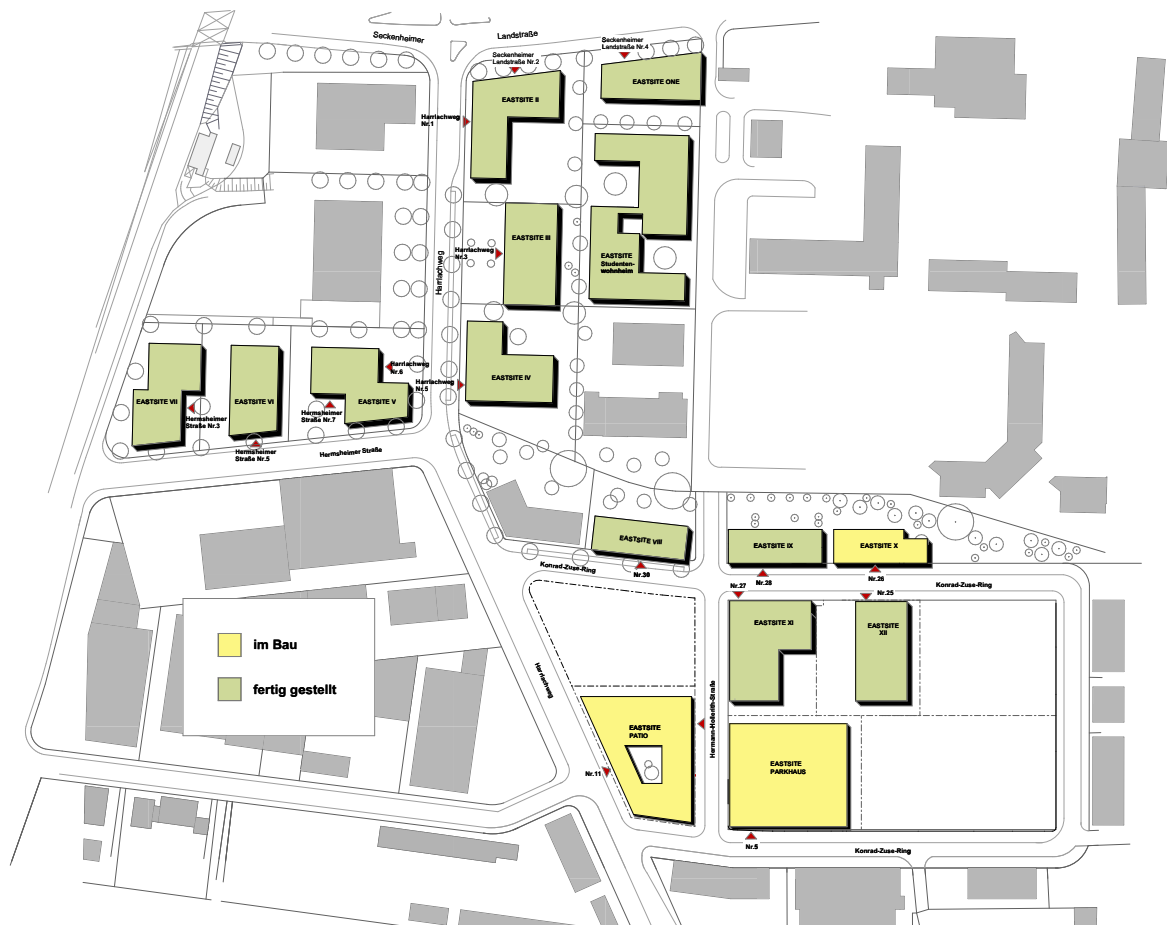 Seckenheimer
Landstraße
Seckenheimer
Landstraße Nr.2
Seckenheimer
Landstraße Nr.4
EASTSITE ONE
EASTSITE II
Harrlachweg
Nr.1
EASTSITE III
Harrlachweg
Nr.3
Harrlachweg
EASTSITE
Studenten-
wohnheim
EASTSITE IV
Harrlachweg
Nr.5
Harrlachweg
Nr.6
EASTSITE VII
EASTSITE VI
EASTSITE V
Hermsheimer
Straße Nr.3
Hermsheimer
Straße Nr.7
Hermsheimer
Straße Nr.5
Hermsheimer Straße
EASTSITE VIII
Konrad-Zuse-Ring
Nr.30
EASTSITE IX
EASTSITE X
Nr.28
Nr.26
Nr.27
Nr.25
Konrad-Zuse-Ring
EASTSITE XI
EASTSITE
XII
im Bau
fertig gestellt
Harrlachweg
EASTSITE
PATIO
Nr.11
Hermann-Hollerith-Straße
EASTSITE
PARKHAUS
Nr.5
Konrad-Zuse-Ring